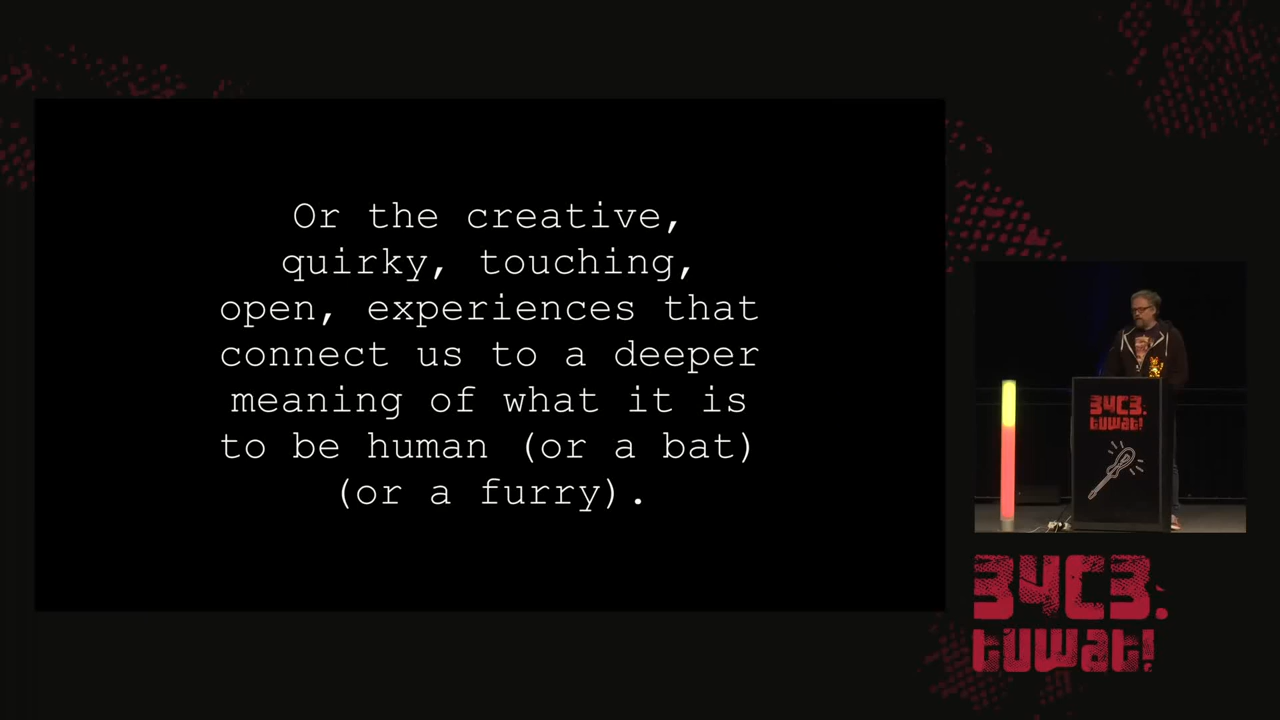 Or the creative,
quirky, touching,
open, experiences that
connect us to a deeper
meaning of what it is
to be human (or a bat)
(or a furry).
34C3.
tuwat!
34C3.
tuwat!